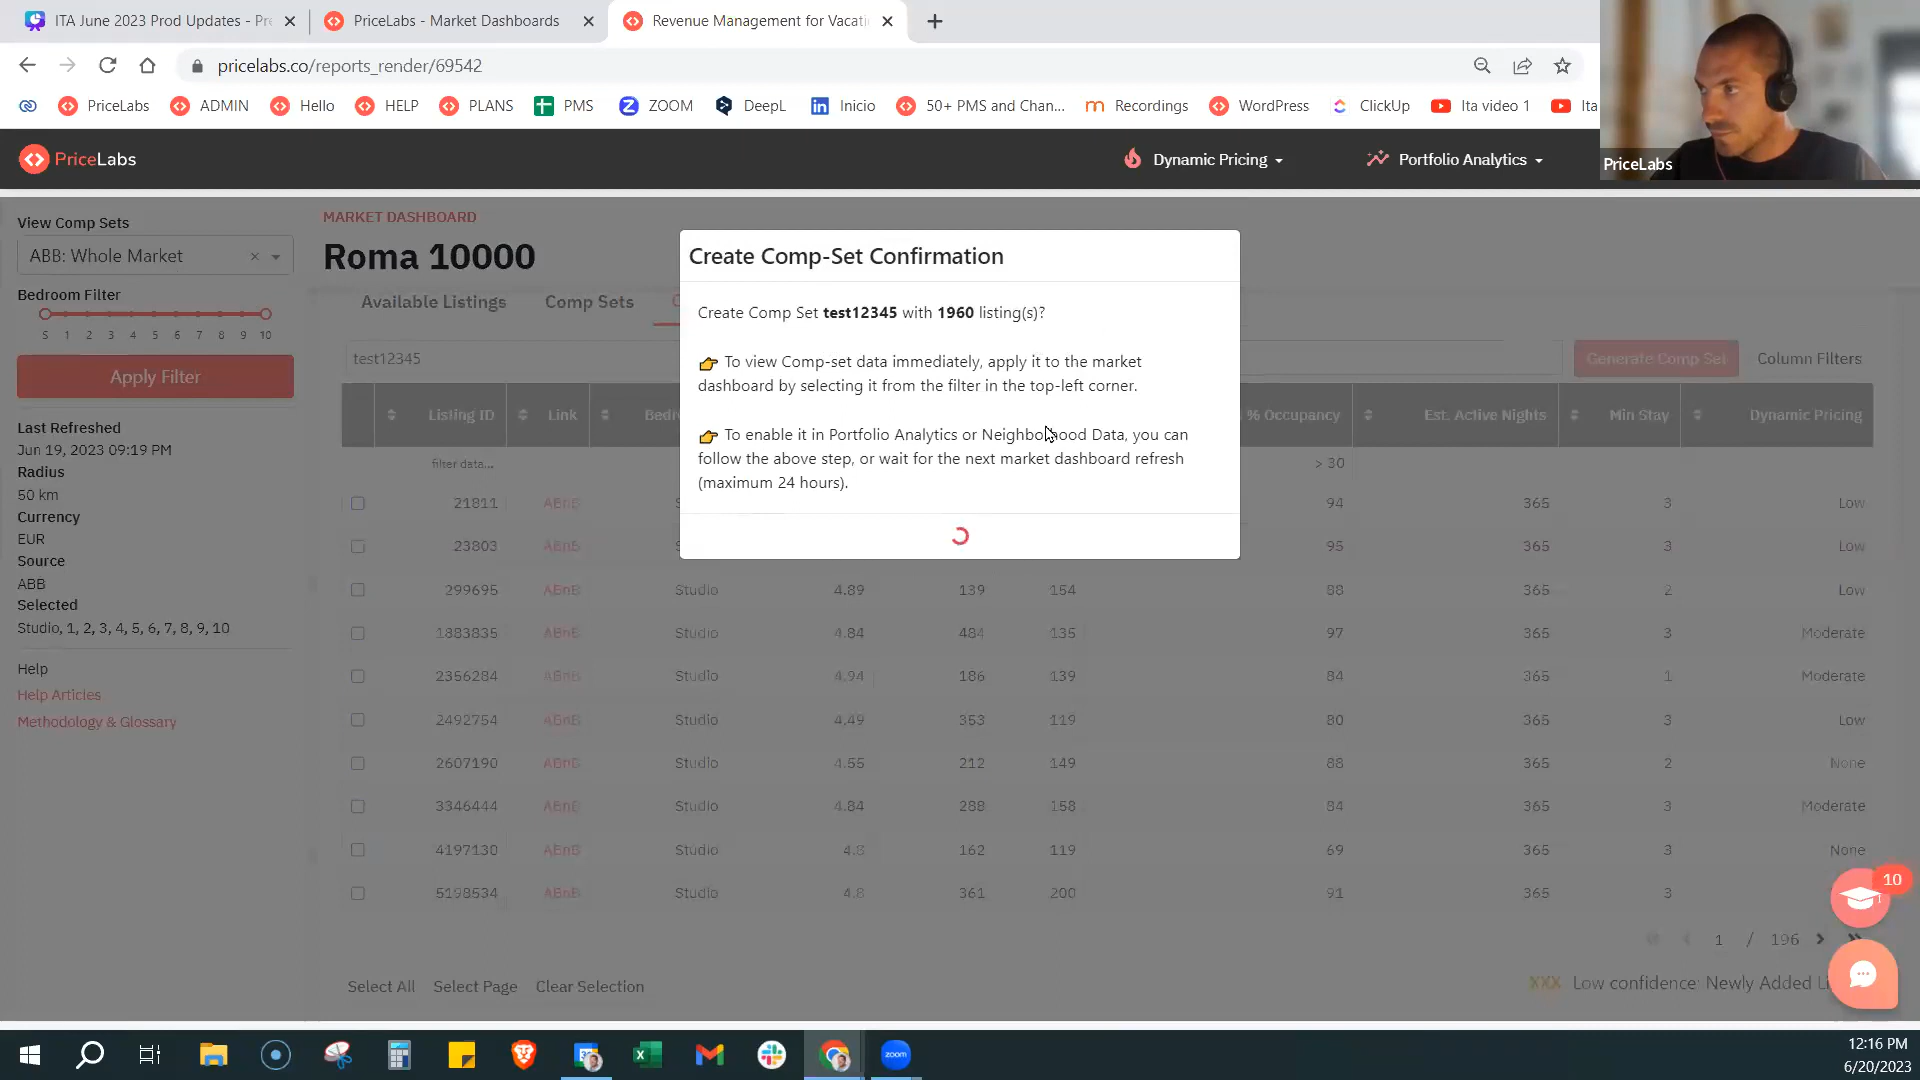 ITA June 2023 Prod Updates - Pre
PriceLabs - Market Dashboards
Revenue Management for Vacati
pricelabs.co/reports_render/69542
PriceLabs
ADMIN
Hello
HELP
PLANS
PMS
ZOOM
DeepL
Inicio
50+ PMS and Chan...
Recordings
WordPress
ClickUp
Ita video 1
Ita
PriceLabs
Dynamic Pricing
Portfolio Analytics
PriceLabs
View Comp Sets
ABB: Whole Market
Bedroom Filter
S 1 2 3 4 5 6 7 8 9 10
Apply Filter
Last Refreshed
Jun 19, 2023 09:19 PM
Radius
50 km
Currency
EUR
Source
ABB
Selected
Studio, 1, 2, 3, 4, 5, 6, 7, 8, 9, 10
Help
Help Articles
Methodology & Glossary
MARKET DASHBOARD
Roma 10000
Available Listings
Comp Sets
test12345
Generate Comp Set
Column Filters
Create Comp-Set Confirmation
Create Comp Set test12345 with 1960 listing(s)?
👉 To view Comp-set data immediately, apply it to the market
dashboard by selecting it from the filter in the top-left corner.
👉 To enable it in Portfolio Analytics or Neighborhood Data, you can
follow the above step, or wait for the next market dashboard refresh
(maximum 24 hours).
Listing ID Link % Occupancy Est. Active Nights Min Stay Dynamic Pricing
filter data... > 30
21811 ABnB 94 365 3 Low
23803 ABnB 95 365 3 Low
299695 ABnB Studio 4.89 139 154 88 365 2 Low
1883835 ABnB Studio 4.84 484 135 97 365 3 Moderate
2356284 ABnB Studio 4.94 186 139 84 365 1 Moderate
2492754 ABnB Studio 4.49 353 119 80 365 3 Low
2607190 ABnB Studio 4.55 212 149 88 365 2 None
3346444 ABnB Studio 4.84 288 158 84 365 3 Moderate
4197130 ABnB Studio 4.8 162 119 69 365 3 None
5198534 ABnB Studio 4.8 361 200 91 365 3
10
1 / 196
Select All
Select Page
Clear Selection
XXX Low confidence: Newly Added Li
zoom
12:16 PM
6/20/2023